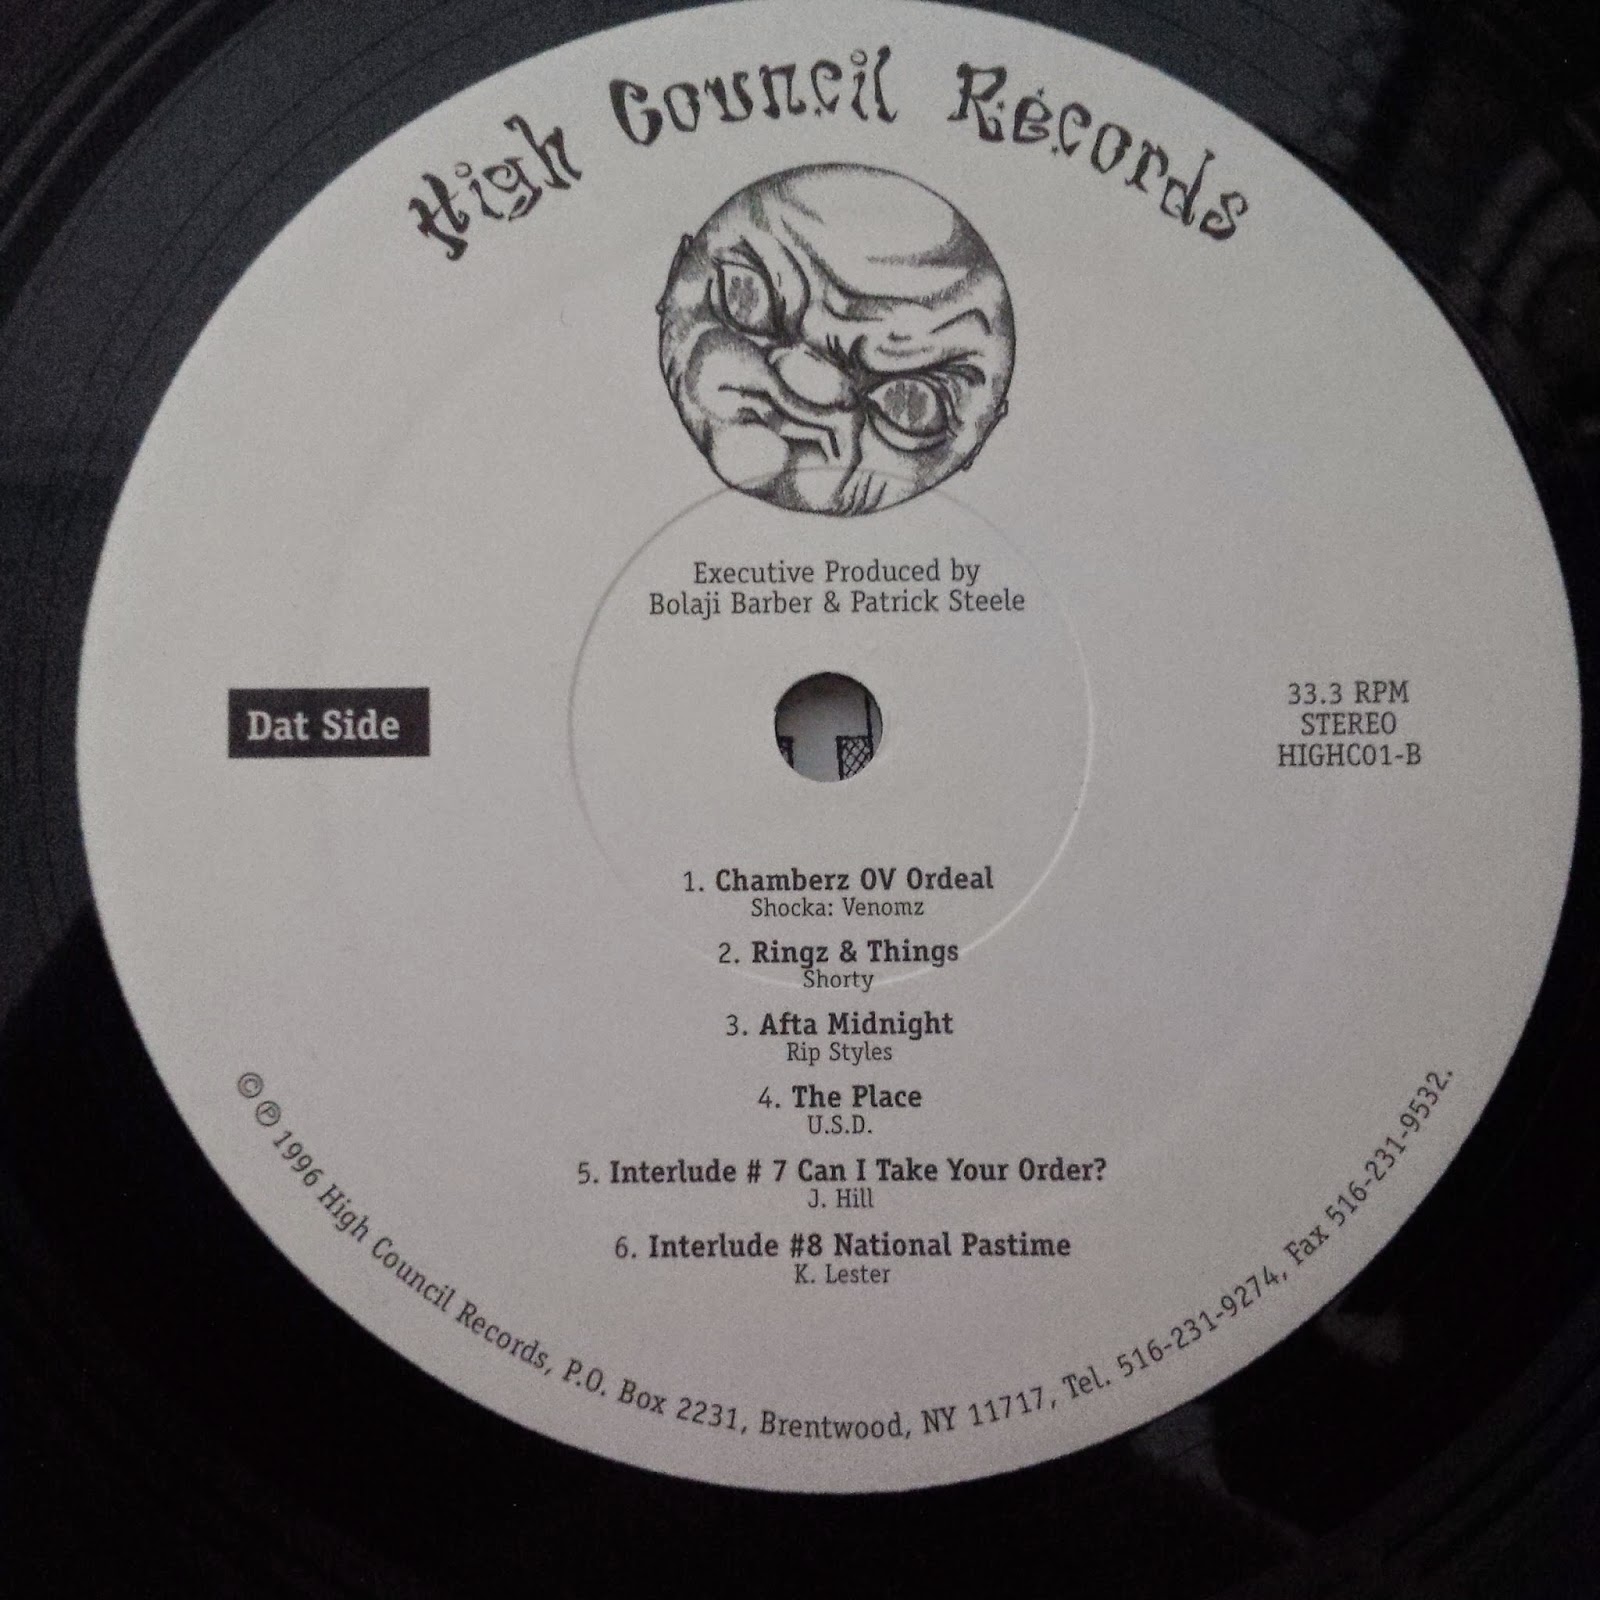 High Council Records
Executive Produced by
Bolaji Barber & Patrick Steele
Dat Side
33.3 RPM
STEREO
HIGHC01-B
1. Chamberz OV Ordeal
Shocka: Venomz
2. Ringz & Things
Shorty
3. Afta Midnight
Rip Styles
4. The Place
U.S.D.
5. Interlude # 7 Can I Take Your Order?
J. Hill
6. Interlude #8 National Pastime
K. Lester
© ℗ 1996 High Council Records, P.O. Box 2231, Brentwood, NY 11717, Tel. 516-231-9274, Fax 516-231-9532.